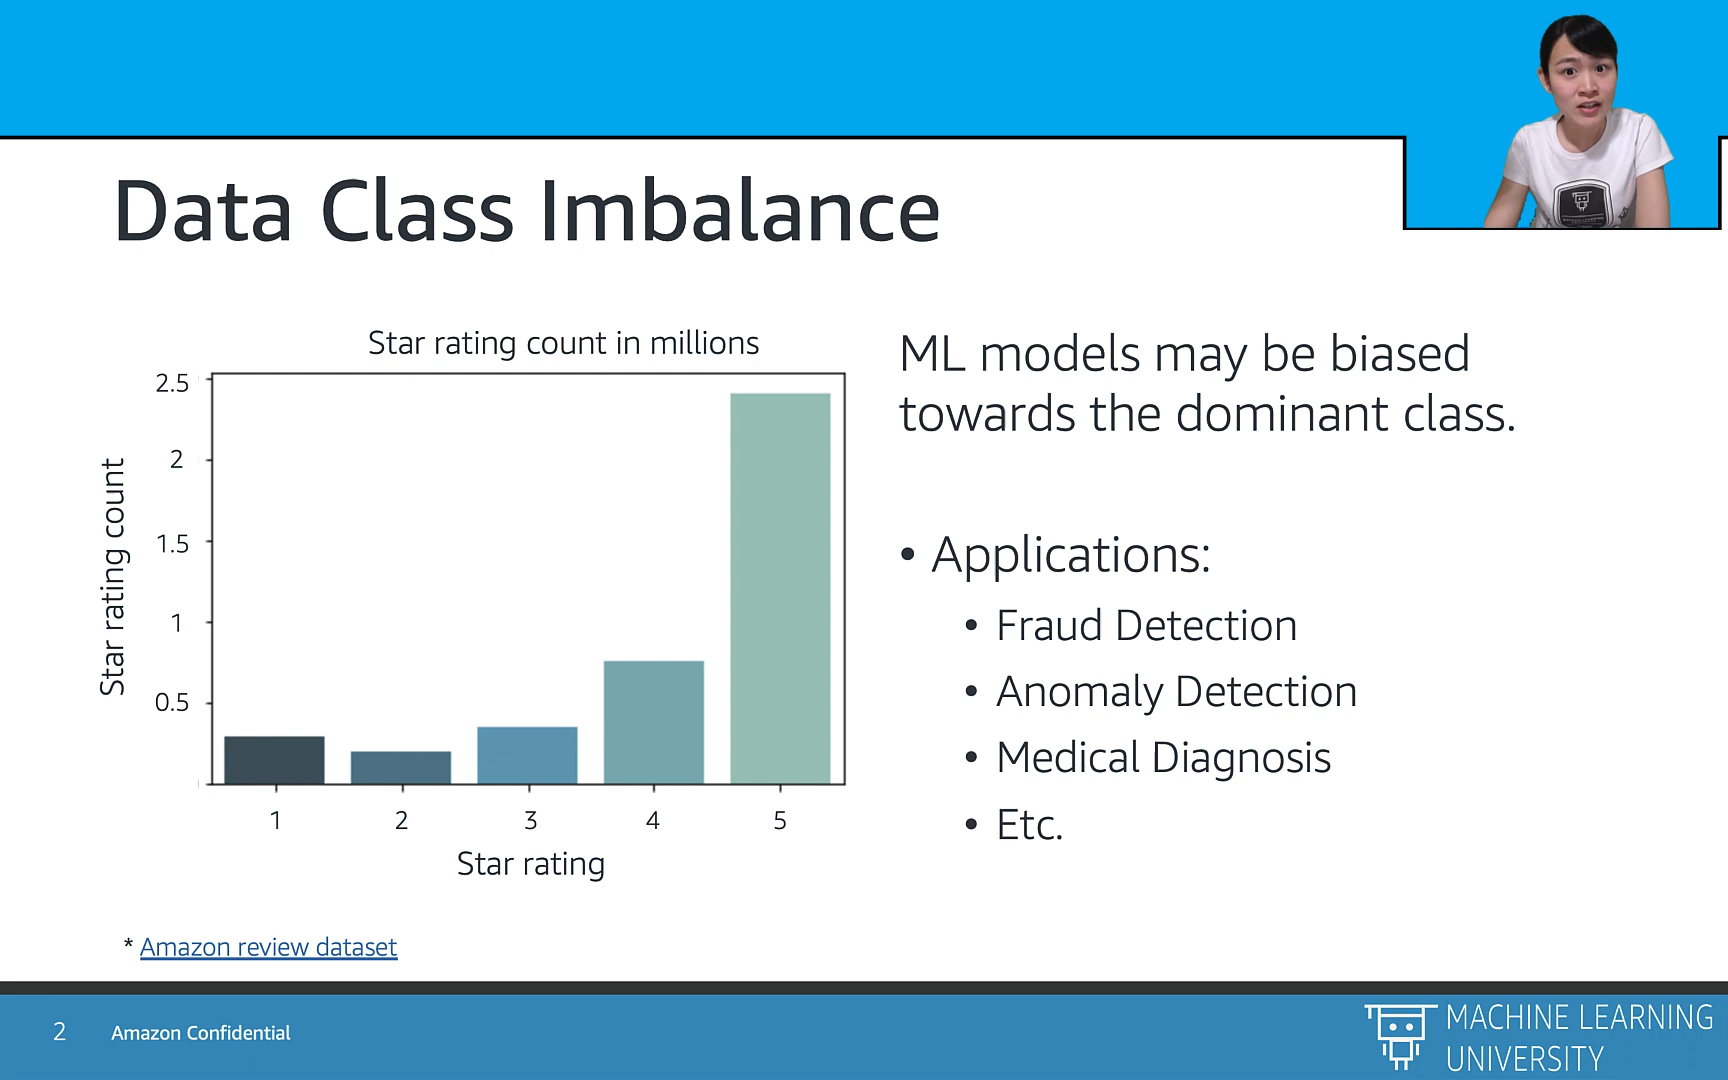 Data Class Imbalance
Star rating count in millions
2.5
2
1.5
1
0.5
Star rating count
1 2 3 4 5
Star rating
* Amazon review dataset
ML models may be biased
towards the dominant class.
• Applications:
• Fraud Detection
• Anomaly Detection
• Medical Diagnosis
• Etc.
2 Amazon Confidential
MACHINE LEARNING
UNIVERSITY